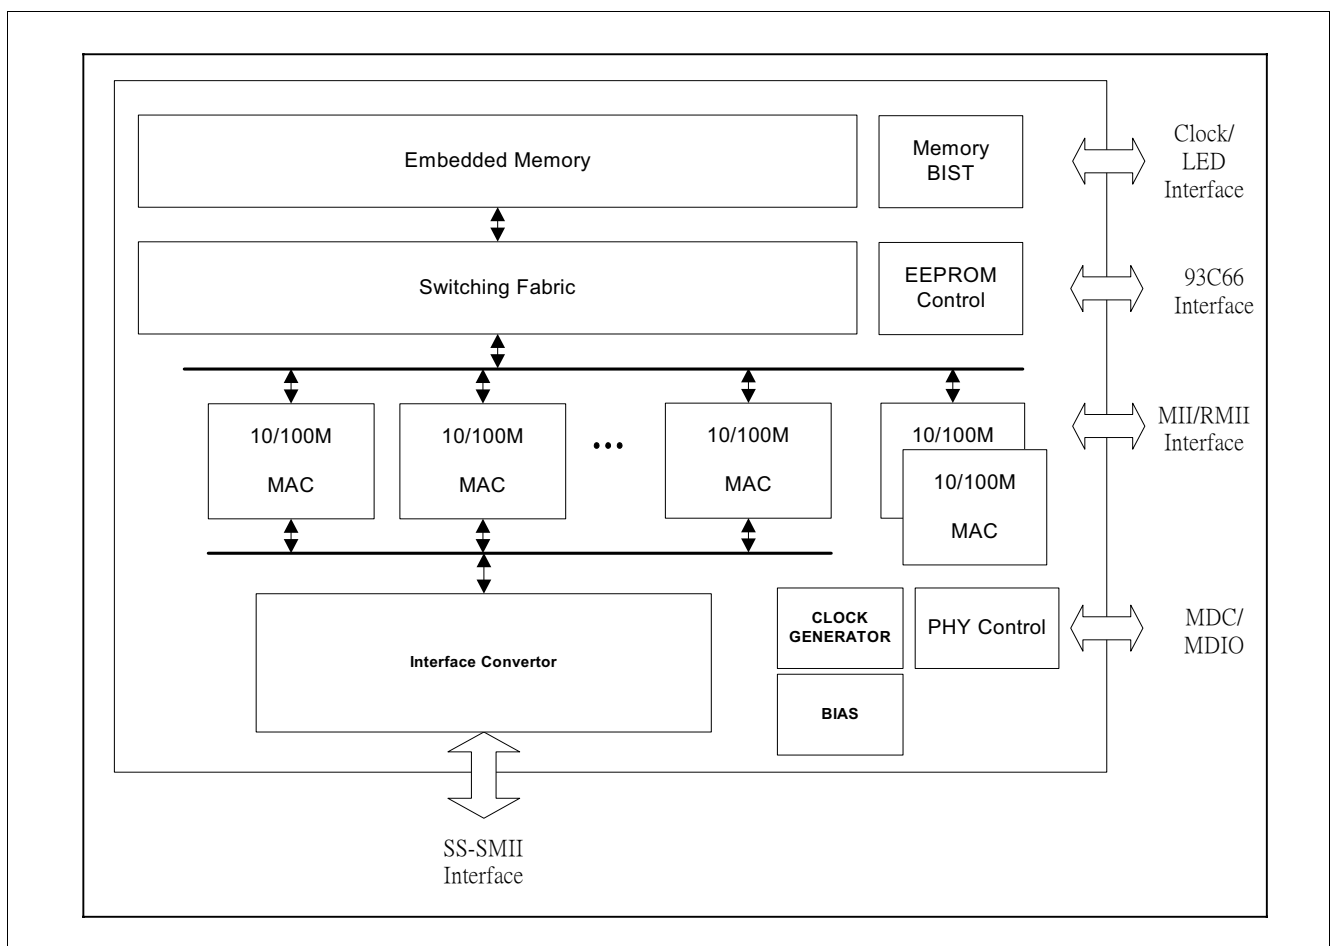 Embedded Memory
Memory
BIST
Clock/
LED
Interface
Switching Fabric
EEPROM
Control
93C66
Interface
10/100M
MAC
10/100M
MAC
...
10/100M
MAC
10/100M
10/100M
MAC
MII/RMII
Interface
Interface Convertor
CLOCK
GENERATOR
PHY Control
MDC/
MDIO
BIAS
SS-SMII
Interface